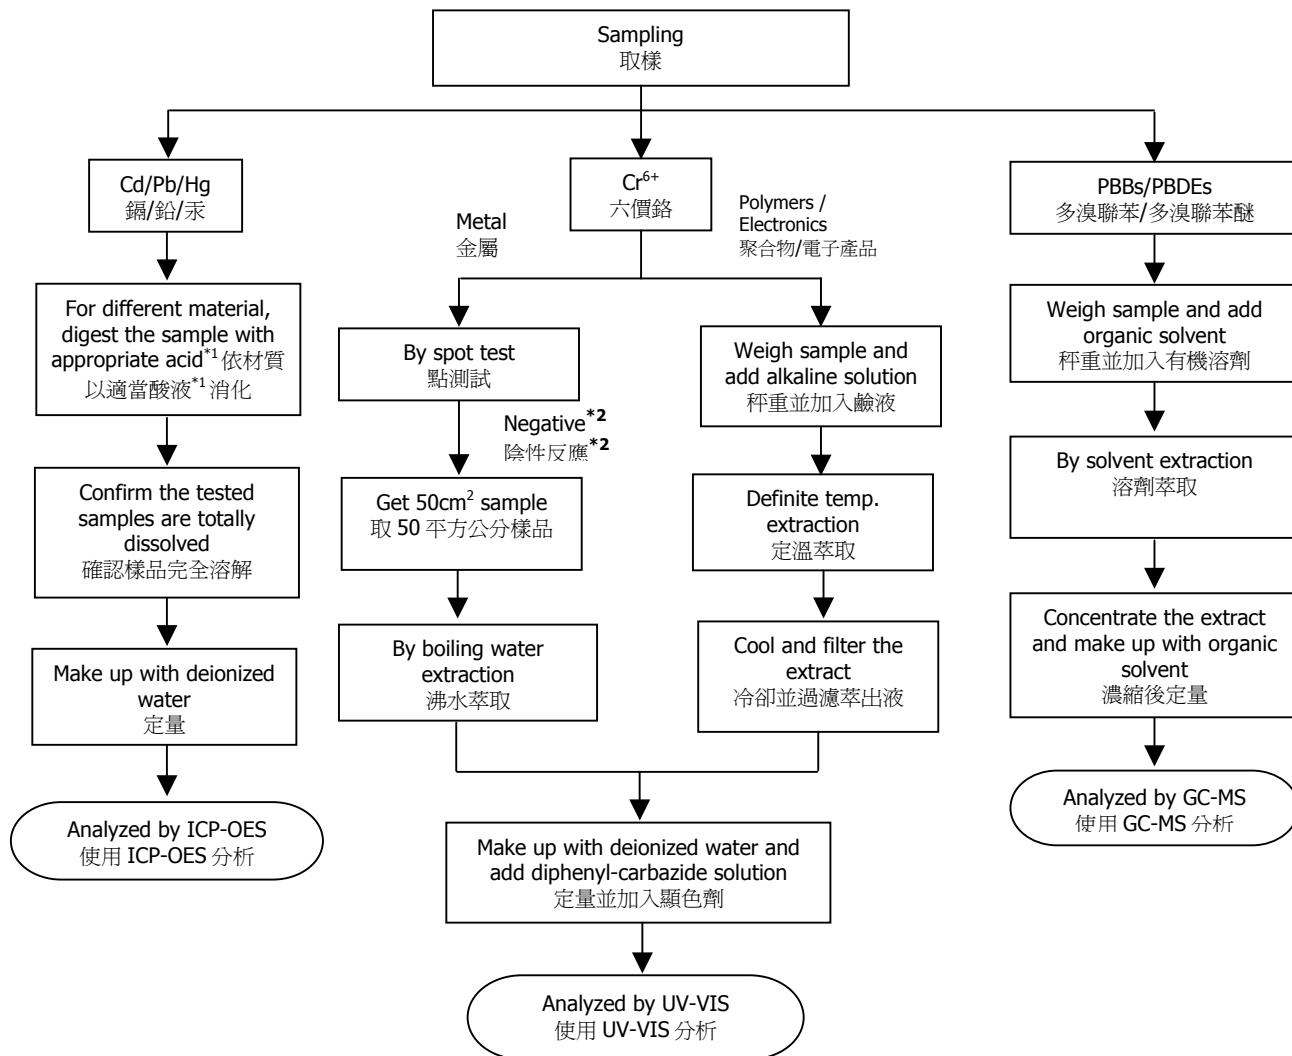 Sampling
取樣
Cd/Pb/Hg
鎘/鉛/汞
For different material,
digest the sample with
appropriate acid*1 依材質
以適當酸液*1 消化
Confirm the tested
samples are totally
dissolved
確認樣品完全溶解
Make up with deionized
water
定量
Analyzed by ICP-OES
使用 ICP-OES 分析
Cr6+
六價鉻
Metal
金屬
Polymers /
Electronics
聚合物/電子產品
By spot test
點測試
Negative*2
陰性反應*2
Get 50cm2 sample
取 50 平方公分樣品
By boiling water
extraction
沸水萃取
Weigh sample and
add alkaline solution
秤重並加入鹼液
Definite temp.
extraction
定溫萃取
Cool and filter the
extract
冷卻並過濾萃出液
Make up with deionized water and
add diphenyl-carbazide solution
定量並加入顯色劑
Analyzed by UV-VIS
使用 UV-VIS 分析
PBBs/PBDEs
多溴聯苯/多溴聯苯醚
Weigh sample and add
organic solvent
秤重並加入有機溶劑
By solvent extraction
溶劑萃取
Concentrate the extract
and make up with organic
solvent
濃縮後定量
Analyzed by GC-MS
使用 GC-MS 分析